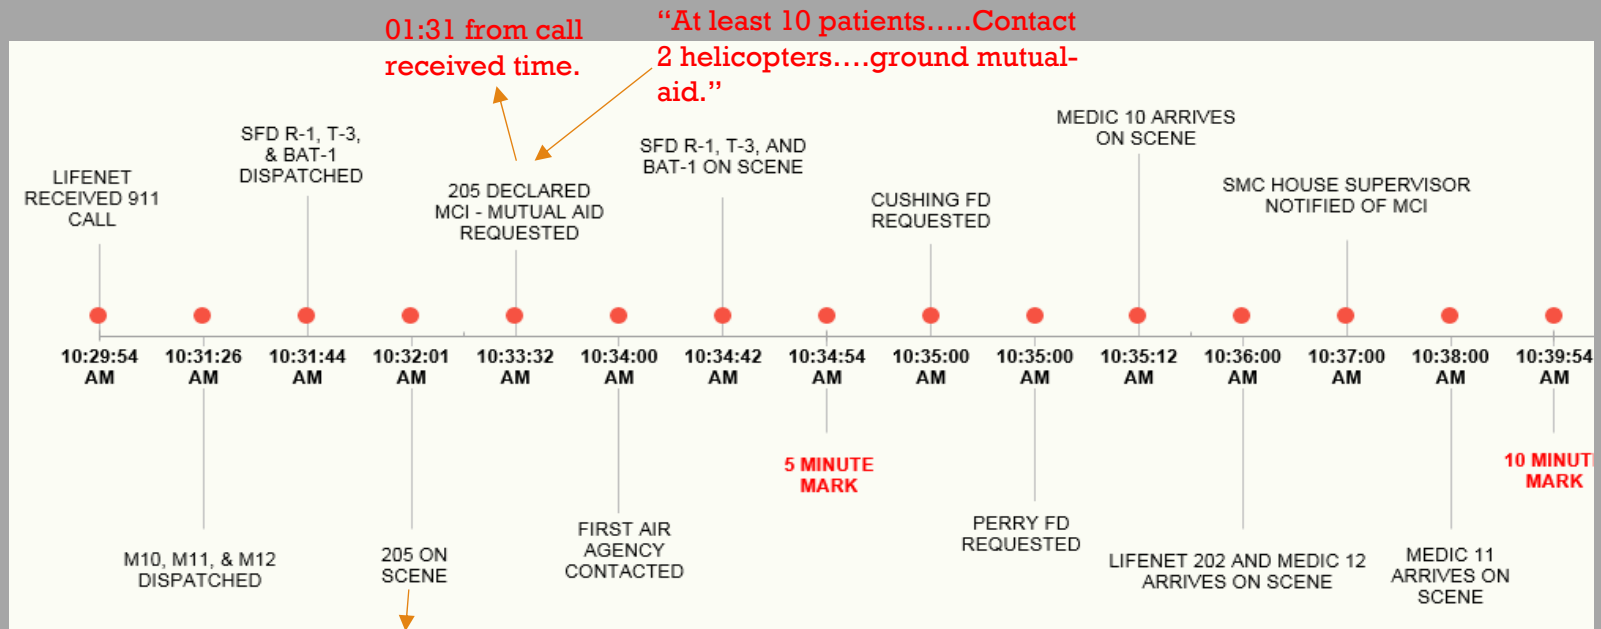 01:31 from call
received time.
“At least 10 patients.....Contact
2 helicopters....ground mutual-
aid.”
LIFENET
RECEIVED 911
CALL
SFD R-1, T-3,
& BAT-1
DISPATCHED
205 DECLARED
MCI - MUTUAL AID
REQUESTED
SFD R-1, T-3, AND
BAT-1 ON SCENE
CUSHING FD
REQUESTED
MEDIC 10 ARRIVES
ON SCENE
SMC HOUSE SUPERVISOR
NOTIFIED OF MCI
10:29:54
AM
10:31:26
AM
10:31:44
AM
10:32:01
AM
10:33:32
AM
10:34:00
AM
10:34:42
AM
10:34:54
AM
10:35:00
AM
10:35:00
AM
10:35:12
AM
10:36:00
AM
10:37:00
AM
10:38:00
AM
10:39:54
AM
M10, M11, & M12
DISPATCHED
205 ON
SCENE
FIRST AIR
AGENCY
CONTACTED
5 MINUTE
MARK
PERRY FD
REQUESTED
LIFENET 202 AND MEDIC 12
ARRIVES ON SCENE
MEDIC 11
ARRIVES ON
SCENE
10 MINUT
MARK